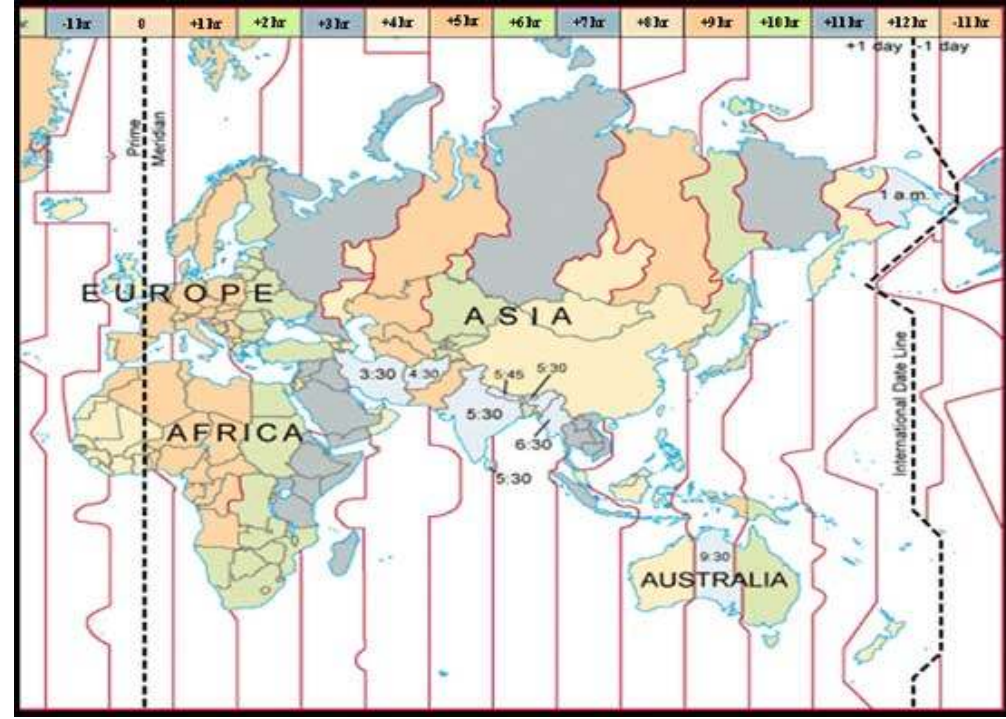 -1 hr 0 +1 hr +2 hr +3 hr +4 hr +5 hr +6 hr +7 hr +8 hr +9 hr +10 hr +11 hr +12 hr -11 hr
+1 day -1 day
Prime
Meridian
1 a.m.
EUROPE
ASIA
3:30
4:30
5:45
5:30
5:30
AFRICA
6:30
5:30
International Date Line
9:30
AUSTRALIA